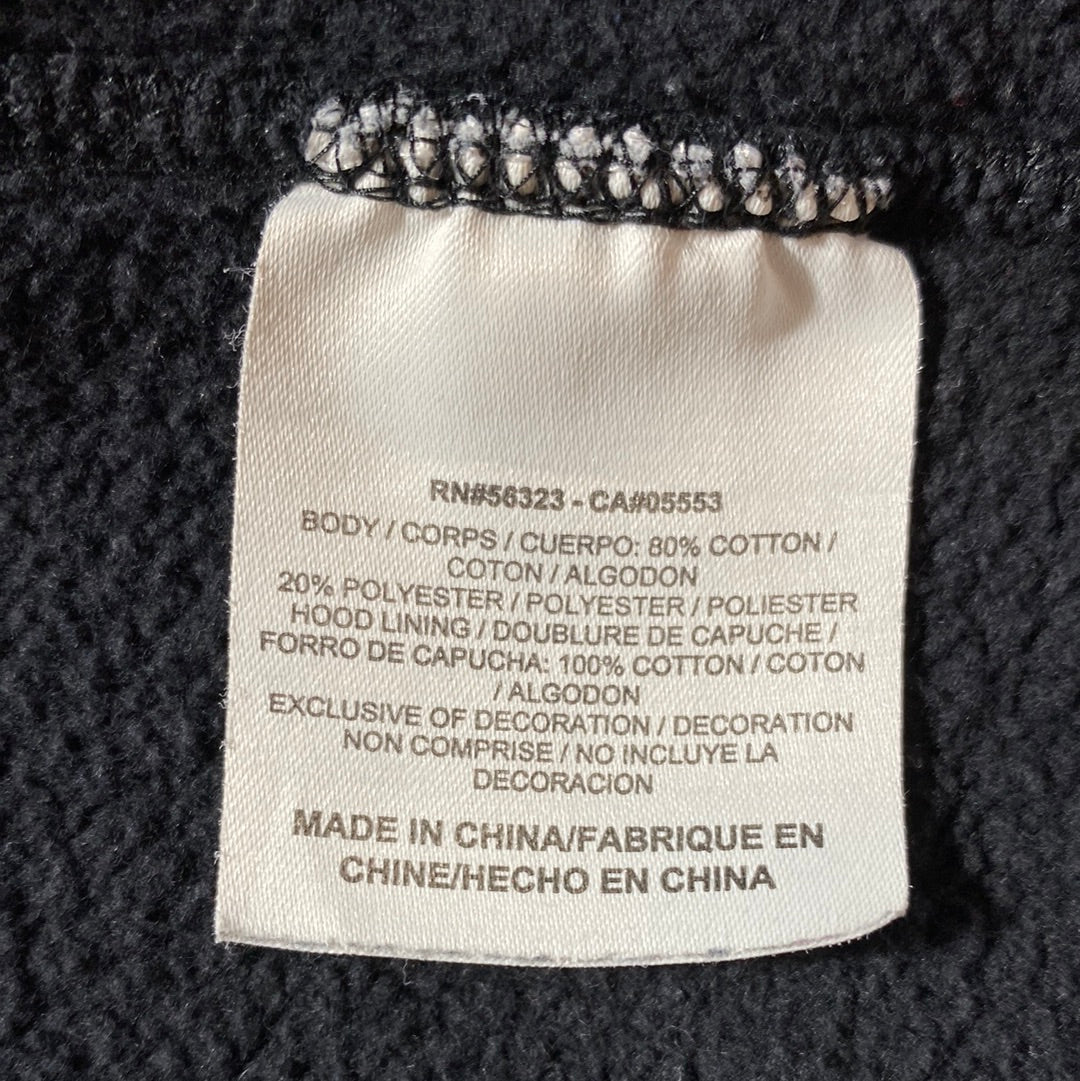 RN#56323 - CA#05553
BODY / CORPS / CUERPO: 80% COTTON /
COTON / ALGODON
20% POLYESTER / POLYESTER / POLIESTER
HOOD LINING / DOUBLURE DE CAPUCHE /
FORRO DE CAPUCHA: 100% COTTON / COTON
/ ALGODON
EXCLUSIVE OF DECORATION / DECORATION
NON COMPRISE / NO INCLUYE LA
DECORACION
MADE IN CHINA/FABRIQUE EN
CHINE/HECHO EN CHINA